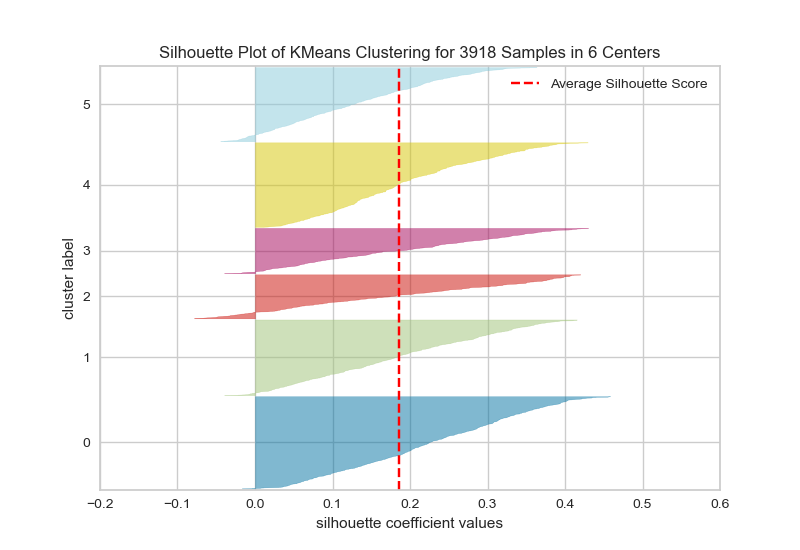 Silhouette Plot of KMeans Clustering for 3918 Samples in 6 Centers
Average Silhouette Score
5
4
3
2
1
0
cluster label
−0.2 −0.1 0.0 0.1 0.2 0.3 0.4 0.5 0.6
silhouette coefficient values